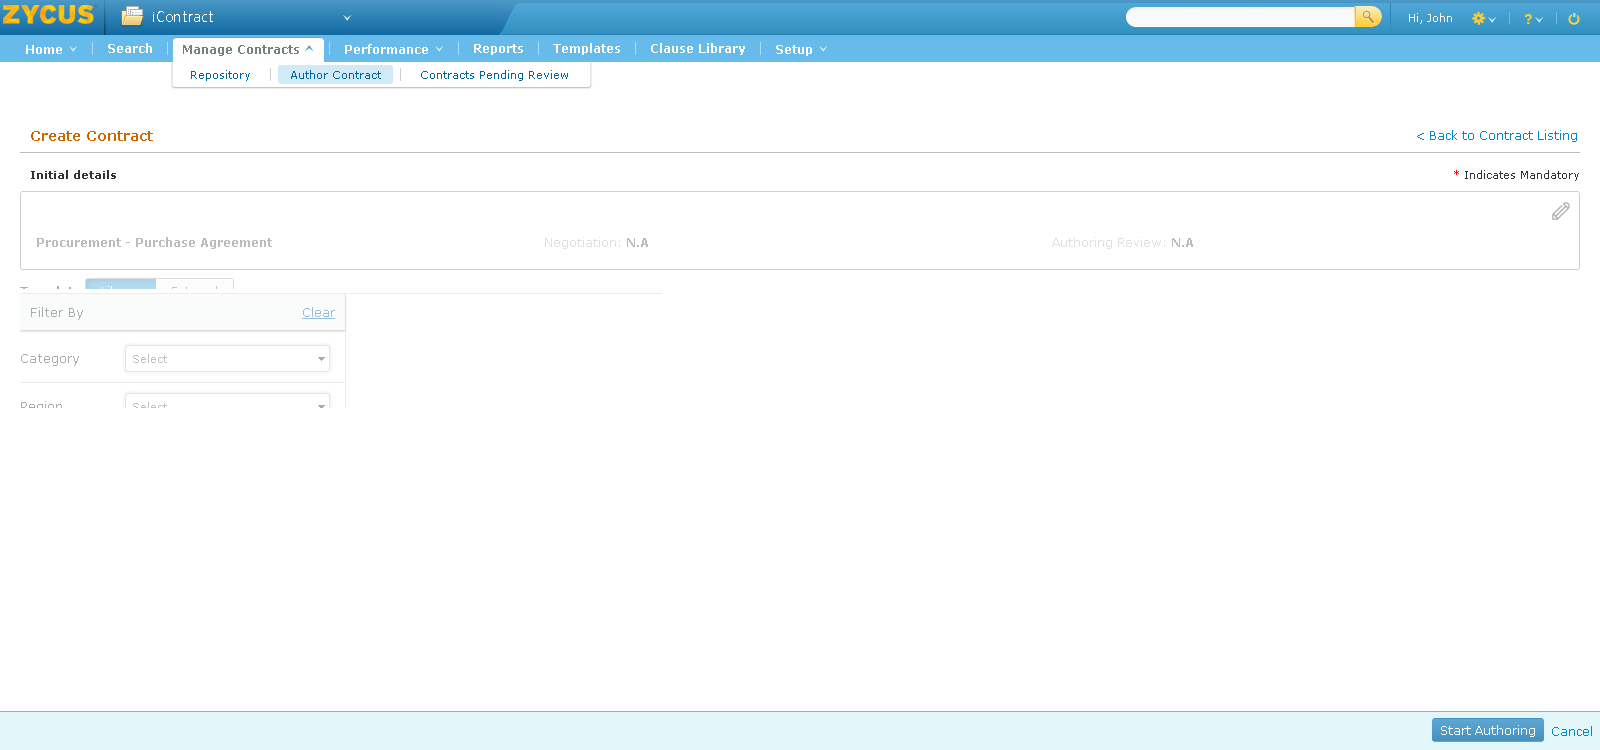 ZYCUS iContract Hi, John ?
Home Search Manage Contracts Performance Reports Templates Clause Library Setup
Repository Author Contract Contracts Pending Review
Create Contract < Back to Contract Listing
Initial details * Indicates Mandatory
Procurement - Purchase Agreement Negotiation: N.A Authoring Review: N.A
Filter By Clear
Category Select
Region Select
Start Authoring Cancel